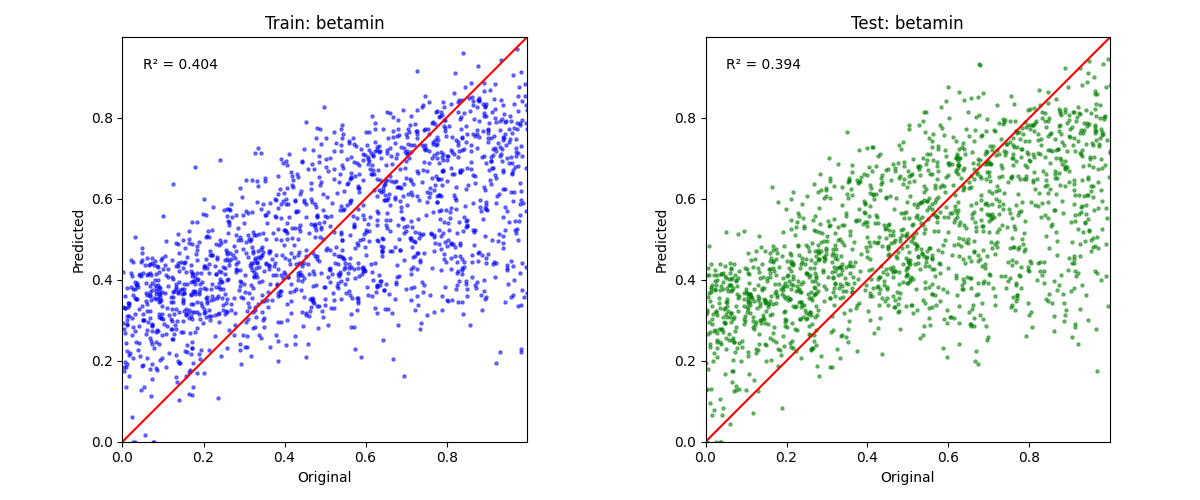 Train: betamin
R² = 0.404
Predicted
0.8
0.6
0.4
0.2
0.0
0.0 0.2 0.4 0.6 0.8
Original
Test: betamin
R² = 0.394
Predicted
0.8
0.6
0.4
0.2
0.0
0.0 0.2 0.4 0.6 0.8
Original